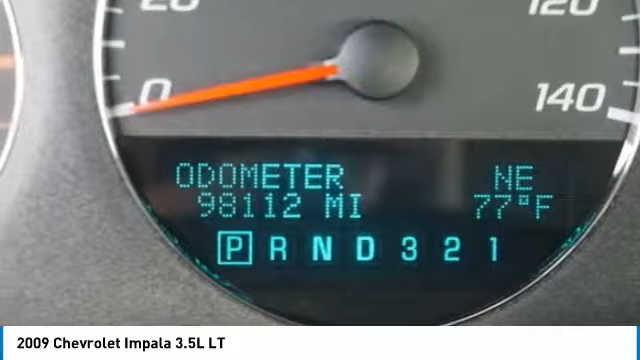 20
120
0
140
ODOMETER NE
98112 MI 77°F
P R N D 3 2 1
2009 Chevrolet Impala 3.5L LT